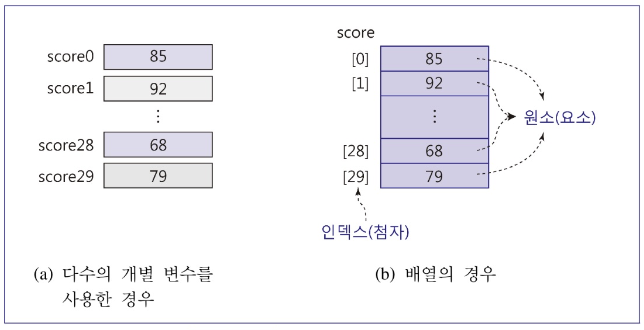 score0 85
score1 92
⋮
score28 68
score29 79
(a) 다수의 개별 변수를
사용한 경우
score
[0] 85
[1] 92
⋮
원소(요소)
[28] 68
[29] 79
인덱스(첨자)
(b) 배열의 경우